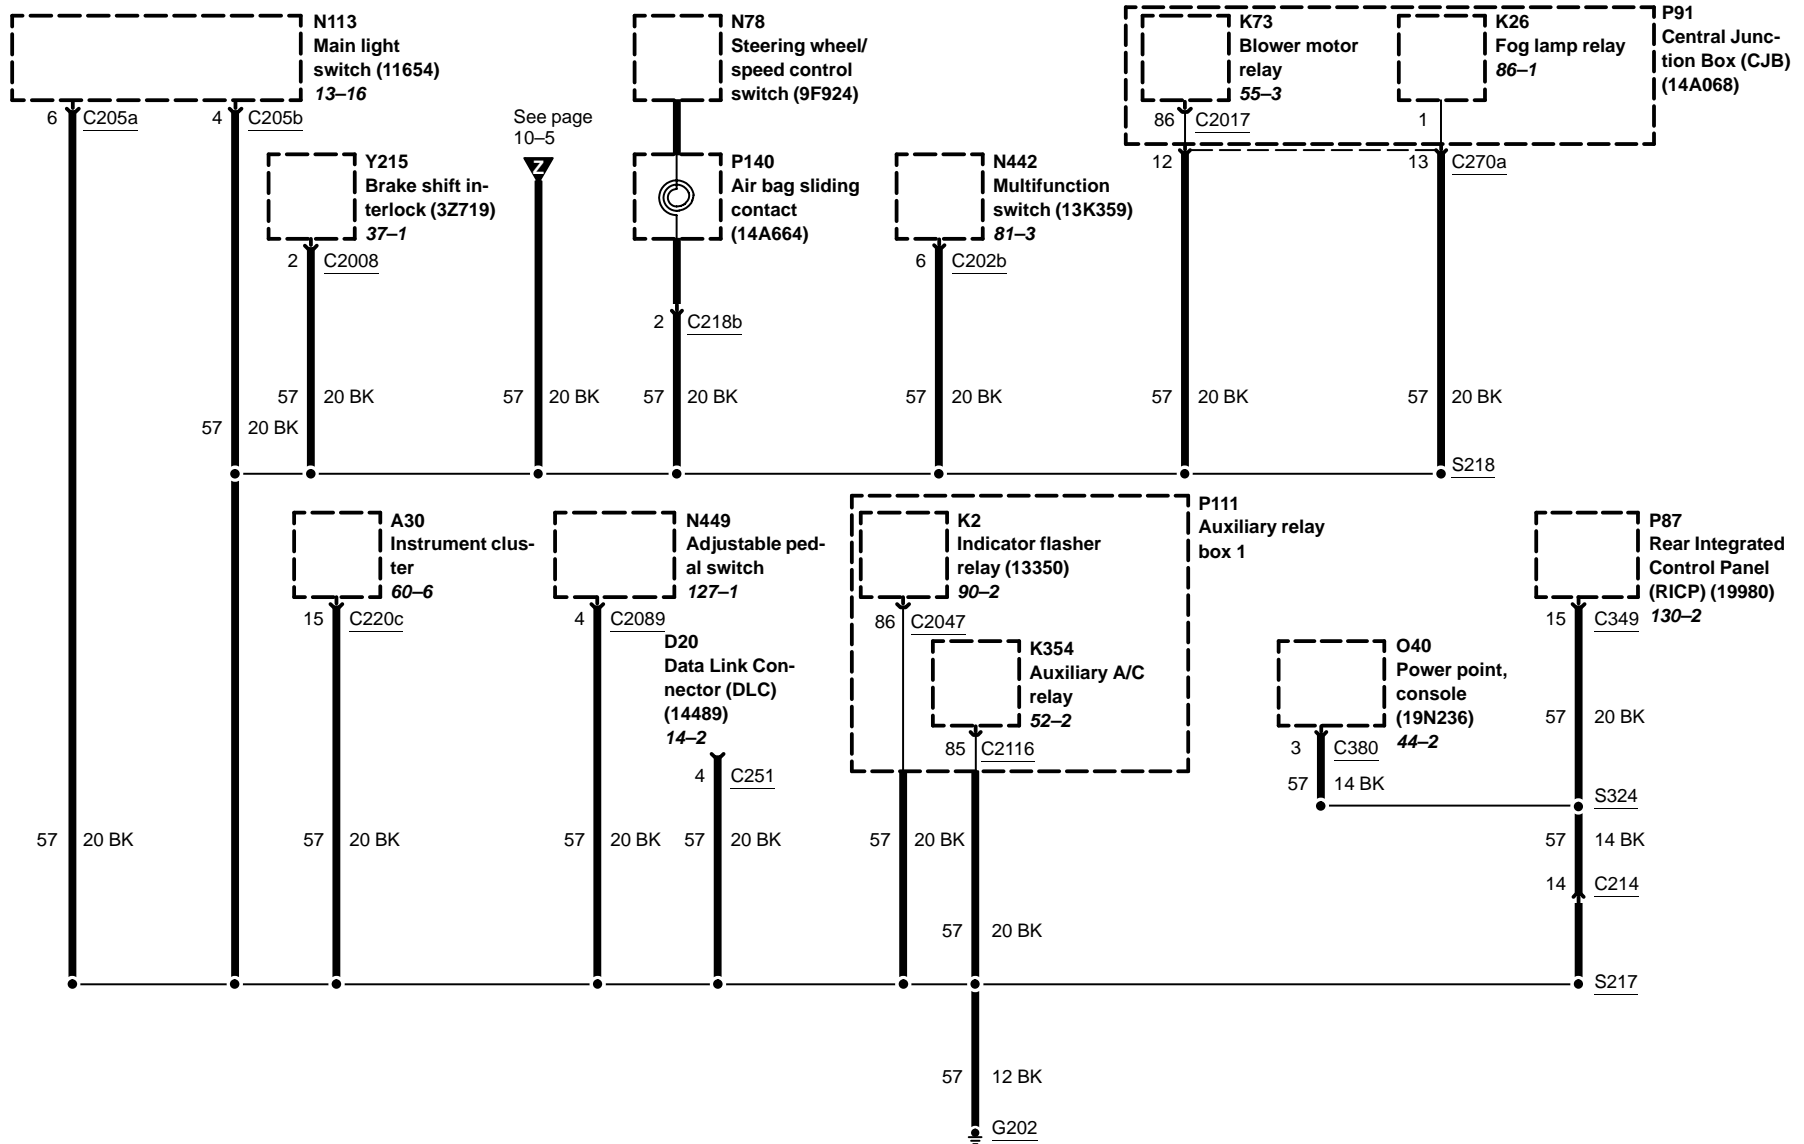 N113
Main light
switch (11654)
13–16
6 C205a
4 C205b
N78
Steering wheel/
speed control
switch (9F924)
K73
Blower motor
relay
55–3
86 C2017
K26
Fog lamp relay
86–1
1
P91
Central Junc-
tion Box (CJB)
(14A068)
See page
10–5
Z
Y215
Brake shift in-
terlock (3Z719)
37–1
2 C2008
P140
Air bag sliding
contact
(14A664)
2 C218b
N442
Multifunction
switch (13K359)
81–3
6 C202b
12
13 C270a
57 20 BK
57 20 BK
57 20 BK
57 20 BK
57 20 BK
57 20 BK
57 20 BK
S218
A30
Instrument clus-
ter
60–6
15 C220c
N449
Adjustable ped-
al switch
127–1
4 C2089
D20
Data Link Con-
nector (DLC)
(14489)
14–2
4 C251
K2
Indicator flasher
relay (13350)
90–2
86 C2047
P111
Auxiliary relay
box 1
K354
Auxiliary A/C
relay
52–2
85 C2116
P87
Rear Integrated
Control Panel
(RICP) (19980)
130–2
15 C349
O40
Power point,
console
(19N236)
44–2
3 C380
57 14 BK
57 20 BK
S324
57 20 BK
57 20 BK
57 20 BK
57 20 BK
57 20 BK
57 14 BK
14 C214
57 20 BK
S217
57 12 BK
G202